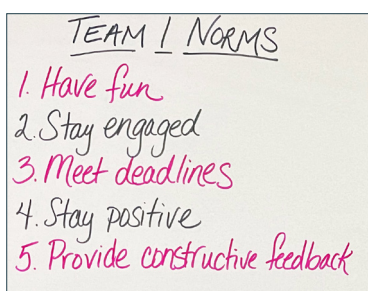 TEAM 1 NORMS
1. Have fun
2. Stay engaged
3. Meet deadlines
4. Stay positive
5. Provide constructive feedback